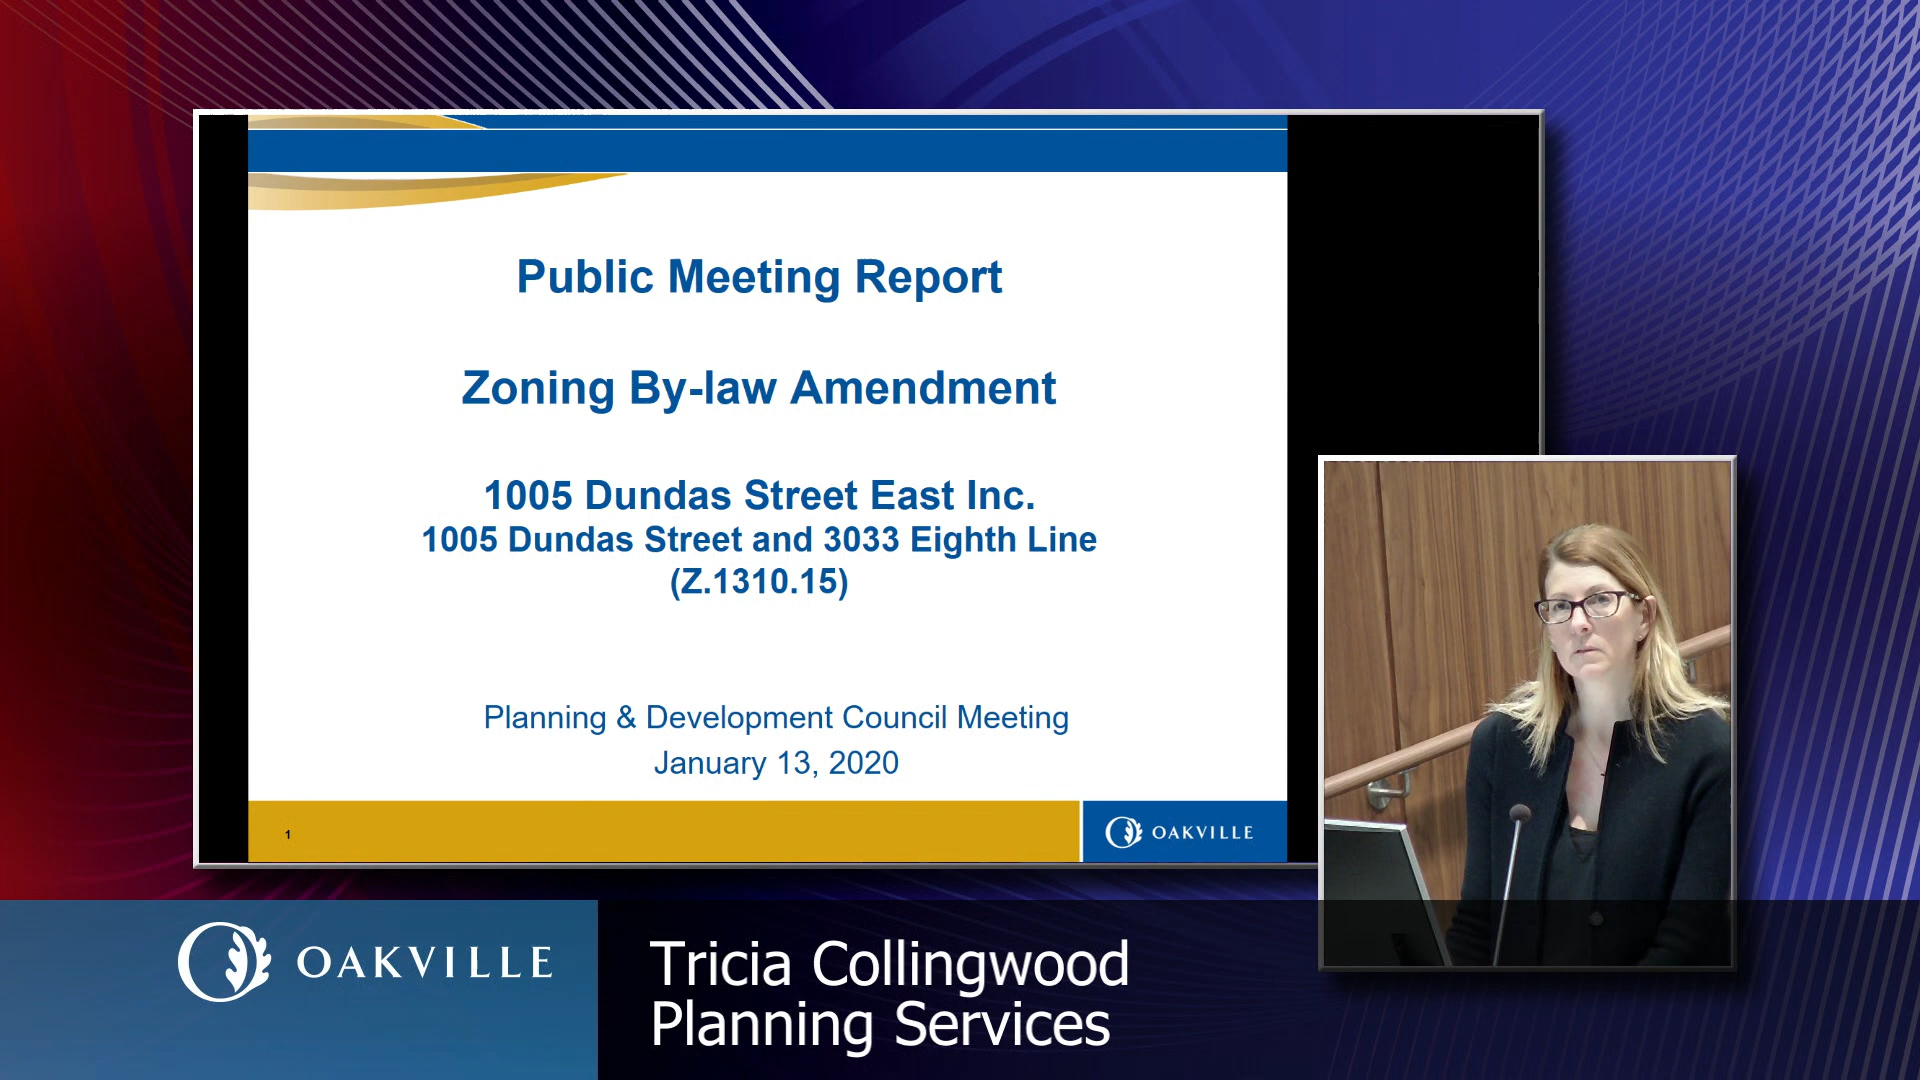 Public Meeting Report
Zoning By-law Amendment
1005 Dundas Street East Inc.
1005 Dundas Street and 3033 Eighth Line
(Z.1310.15)
Planning & Development Council Meeting
January 13, 2020
1
OAKVILLE
OAKVILLE
Tricia Collingwood
Planning Services